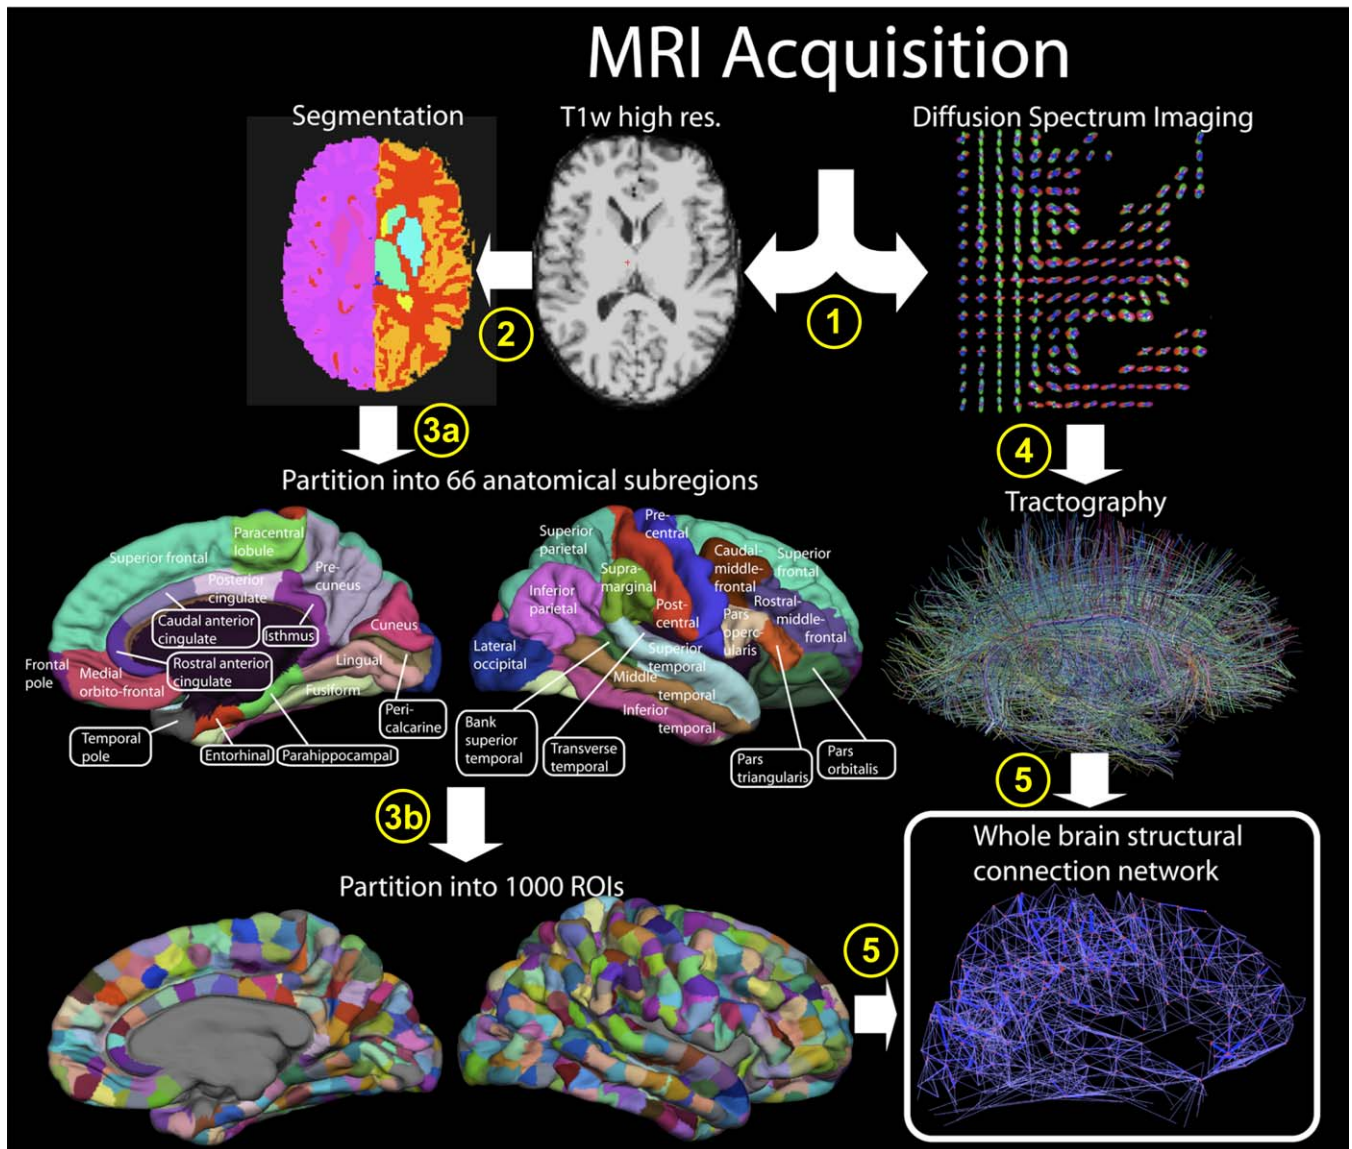 MRI Acquisition
Segmentation
T1w high res.
Diffusion Spectrum Imaging
1
2
3a
4
Partition into 66 anatomical subregions
Tractography
Superior frontal
Paracentral
lobule
Posterior
cingulate
Pre-
cuneus
Caudal anterior
cingulate
Isthmus
Cuneus
Frontal
pole
Medial
orbito-frontal
Rostral anterior
cingulate
Lingual
Fusiform
Peri-
calcarine
Temporal
pole
Entorhinal
Parahippocampal
Superior
parietal
Pre-
central
Caudal-
middle-
frontal
Superior
frontal
Supra-
marginal
Inferior
parietal
Post-
central
Pars
operc-
ularis
Rostral-
middle-
frontal
Lateral
occipital
Superior
temporal
Middle
temporal
Inferior
temporal
Bank
superior
temporal
Transverse
temporal
Pars
triangularis
Pars
orbitalis
3b
5
Partition into 1000 ROIs
5
Whole brain structural
connection network